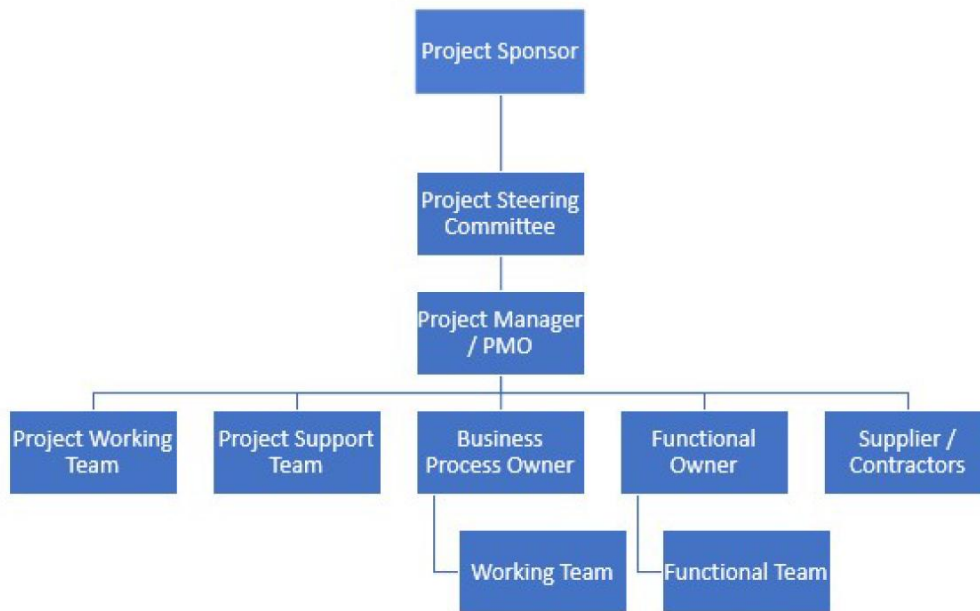 Project Sponsor
Project Steering
Committee
Project Manager
/ PMO
Project Working
Team
Project Support
Team
Business
Process Owner
Functional
Owner
Supplier /
Contractors
Working Team
Functional Team